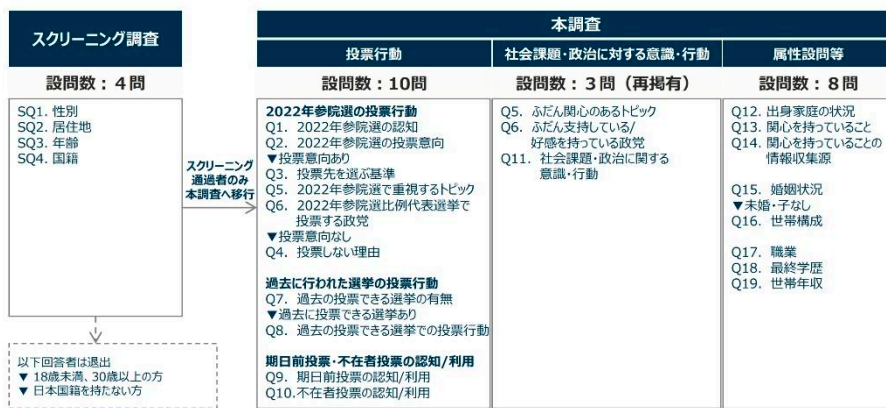 スクリーニング調査
設問数：4問
SQ1. 性別
SQ2. 居住地
SQ3. 年齢
SQ4. 国籍
スクリーニング
通過者のみ
本調査へ移行
以下回答者は退出
▼ 18歳未満、30歳以上の方
▼ 日本国籍を持たない方
本調査
投票行動
設問数：10問
2022年参院選の投票行動
Q1. 2022年参院選の認知
Q2. 2022年参院選の投票意向
▼投票意向あり
Q3. 投票先を選ぶ基準
Q5. 2022年参院選で重視するトピック
Q6. 2022年参院選比例代表選挙で
投票する政党
▼投票意向なし
Q4. 投票しない理由
過去に行われた選挙の投票行動
Q7. 過去の投票できる選挙の有無
▼過去に投票できる選挙あり
Q8. 過去の投票できる選挙での投票行動
期日前投票・不在者投票の認知/利用
Q9. 期日前投票の認知/利用
Q10.不在者投票の認知/利用
社会課題・政治に対する意識・行動
設問数：3問（再掲有）
Q5. ふだん関心のあるトピック
Q6. ふだん支持している/
好感を持っている政党
Q11. 社会課題・政治に関する
意識・行動
属性設問等
設問数：8問
Q12. 出身家庭の状況
Q13. 関心を持っていること
Q14. 関心を持っていることの
情報収集源
Q15. 婚姻状況
▼未婚・子なし
Q16. 世帯構成
Q17. 職業
Q18. 最終学歴
Q19. 世帯年収